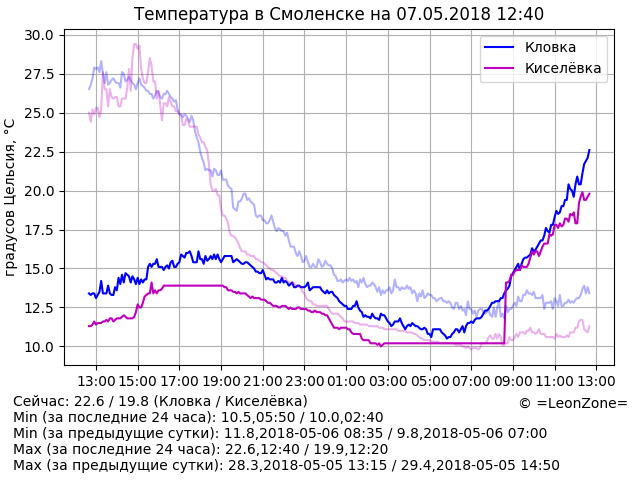 Температура в Смоленске на 07.05.2018 12:40
30.0
27.5
25.0
22.5
20.0
17.5
15.0
12.5
10.0
градусов Цельсия, °C
Кловка
Киселёвка
13:00 15:00 17:00 19:00 21:00 23:00 01:00 03:00 05:00 07:00 09:00 11:00 13:00
Сейчас: 22.6 / 19.8 (Кловка / Киселёвка)
© =LeonZone=
Min (за последние 24 часа): 10.5,05:50 / 10.0,02:40
Min (за предыдущие сутки): 11.8,2018-05-06 08:35 / 9.8,2018-05-06 07:00
Max (за последние 24 часа): 22.6,12:40 / 19.9,12:20
Max (за предыдущие сутки): 28.3,2018-05-05 13:15 / 29.4,2018-05-05 14:50